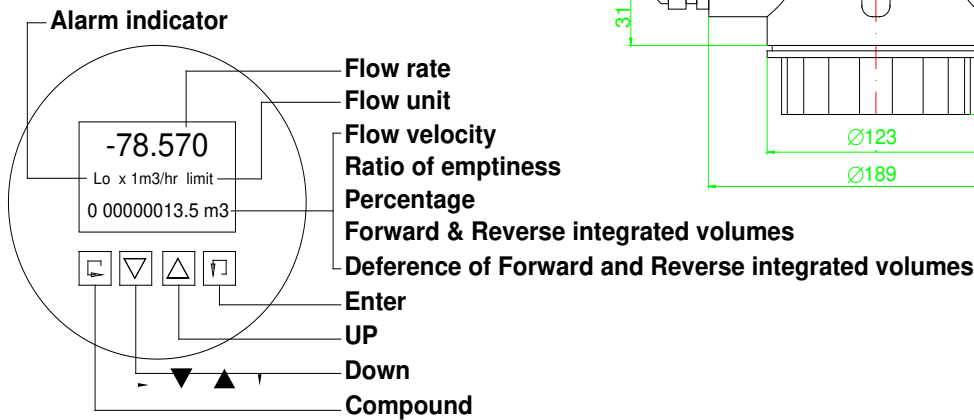 Alarm indicator
Flow rate
Flow unit
Flow velocity
Ratio of emptiness
Percentage
Forward & Reverse integrated volumes
Deference of Forward and Reverse integrated volumes
Enter
UP
Down
Compound
-78.570
Lo x 1m3/hr limit
0 00000013.5 m3
31
Ø123
Ø189